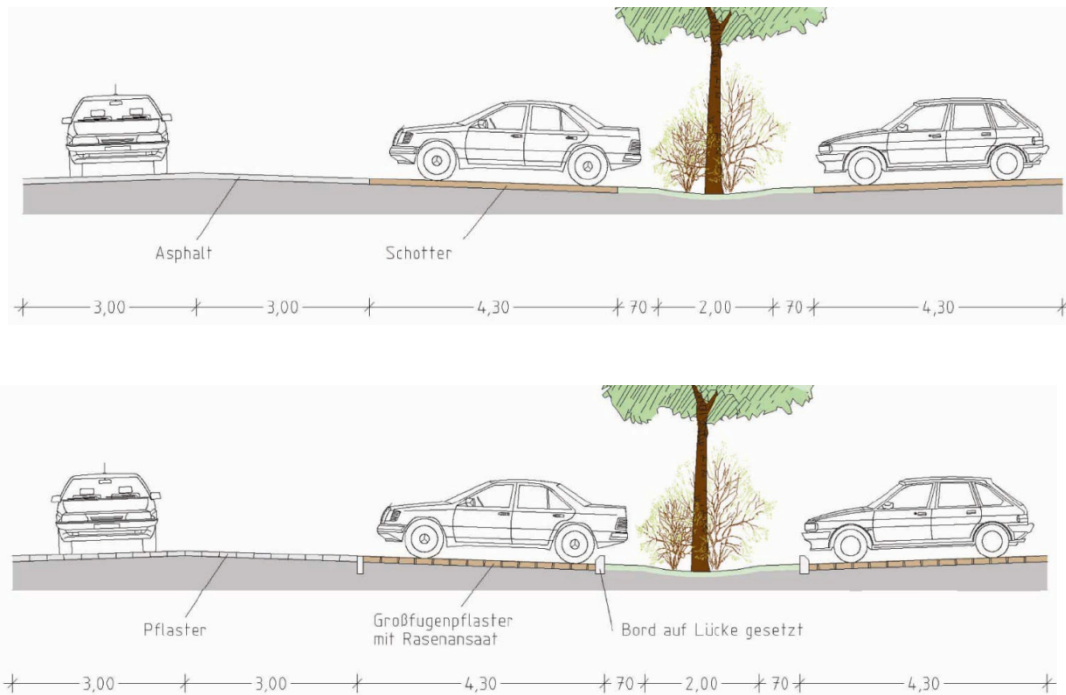 Asphalt
Schotter
3,00 3,00 4,30 70 2,00 70 4,30
Pflaster
Großfugenpflaster
mit Rasenansaat
Bord auf Lücke gesetzt
3,00 3,00 4,30 70 2,00 70 4,30